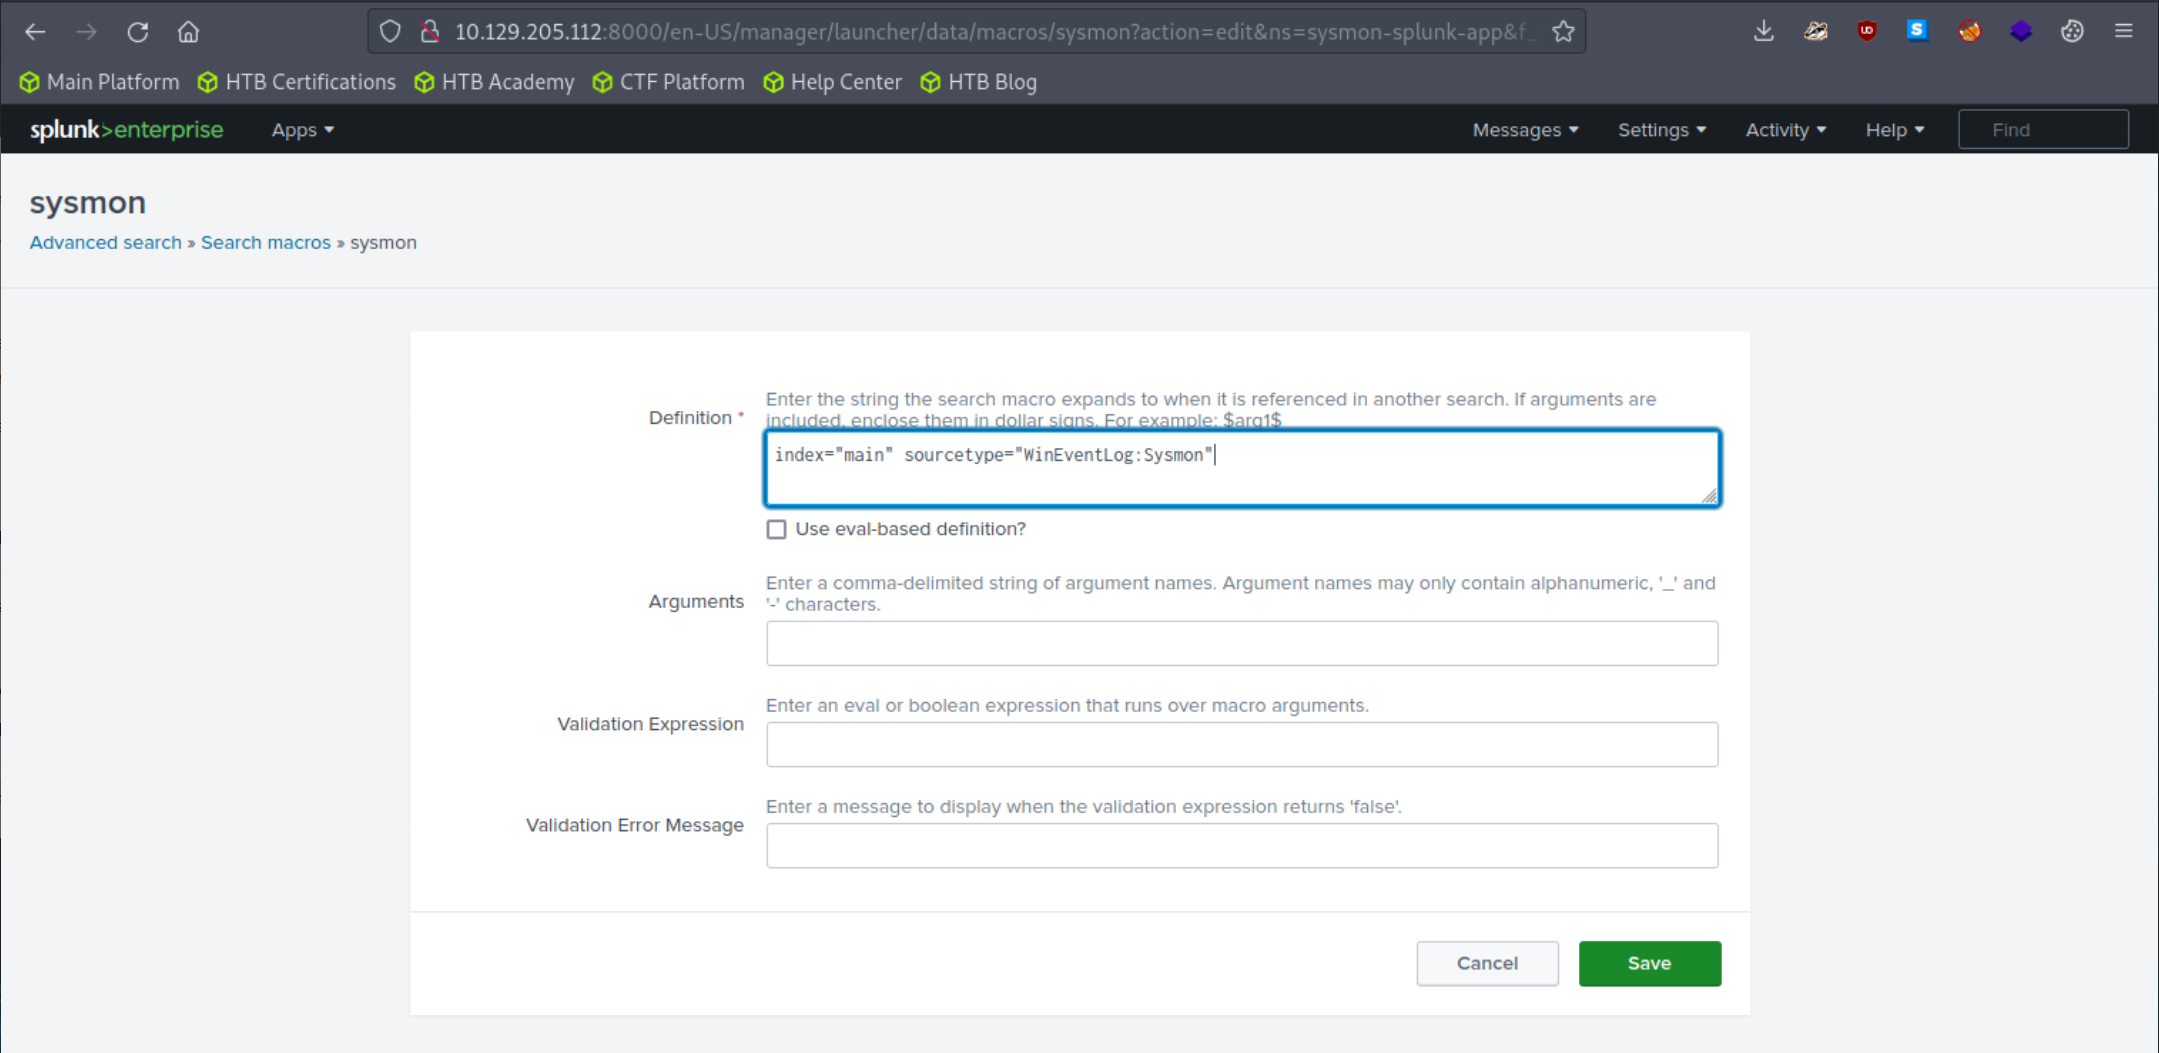 10.129.205.112:8000/en-US/manager/launcher/data/macros/sysmon?action=edit&ns=sysmon-splunk-app&f_
Main Platform HTB Certifications HTB Academy CTF Platform Help Center HTB Blog
splunk>enterprise Apps Messages Settings Activity Help Find
sysmon
Advanced search » Search macros » sysmon
Enter the string the search macro expands to when it is referenced in another search. If arguments are
Definition * included, enclose them in dollar signs. For example: $arg1$
index="main" sourcetype="WinEventLog:Sysmon"
Use eval-based definition?
Enter a comma-delimited string of argument names. Argument names may only contain alphanumeric, '_' and
Arguments '-' characters.
Enter an eval or boolean expression that runs over macro arguments.
Validation Expression
Enter a message to display when the validation expression returns 'false'.
Validation Error Message
Cancel Save